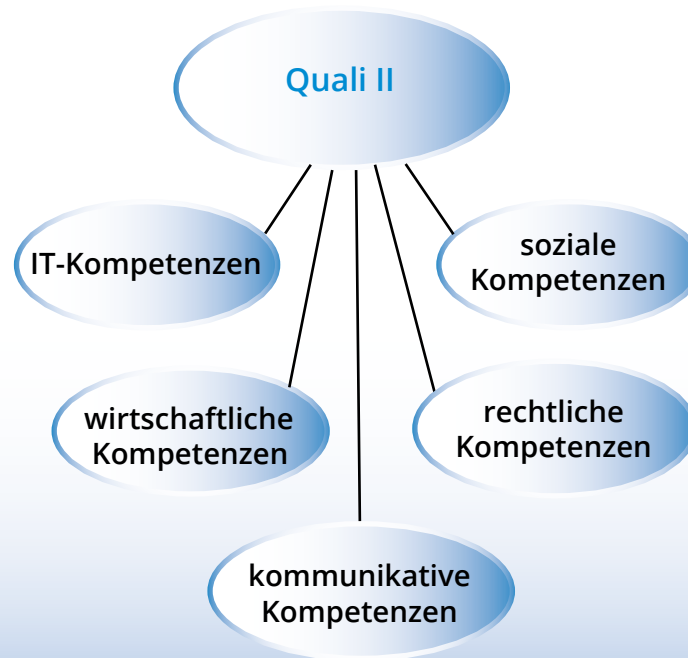 Quali II
IT-Kompetenzen
soziale
Kompetenzen
wirtschaftliche
Kompetenzen
rechtliche
Kompetenzen
kommunikative
Kompetenzen